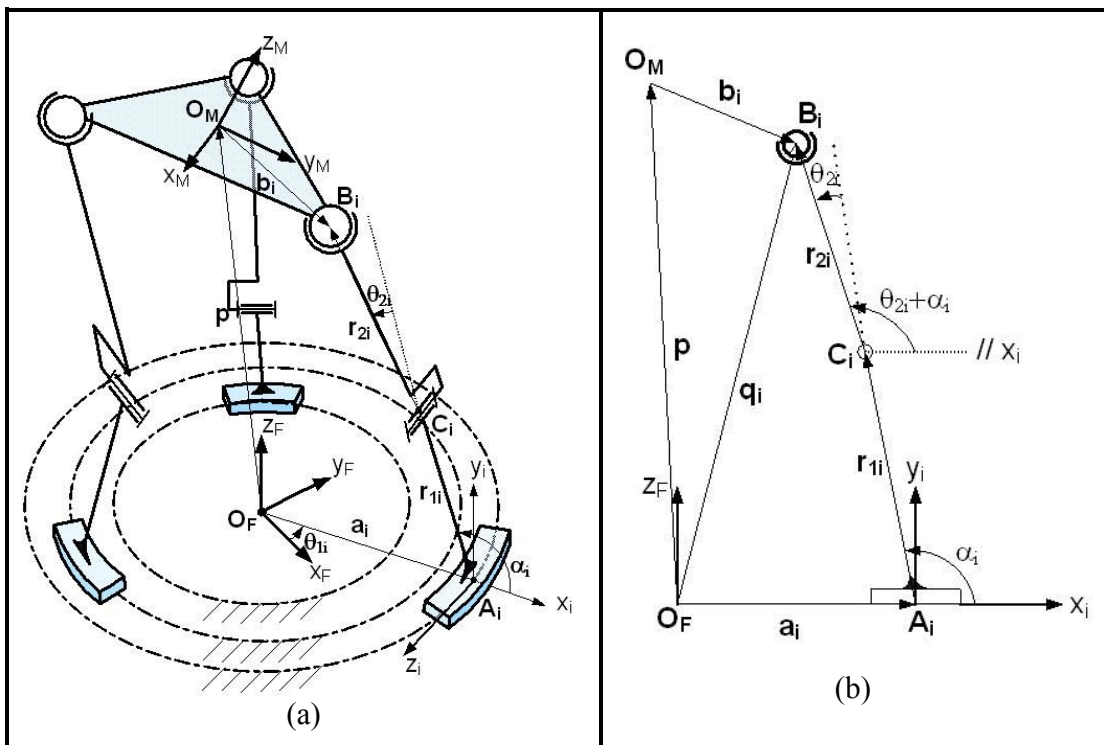 z_M
O_M
y_M
x_M
b_i
B_i
θ_2i
p
r_2i
C_i
z_F
y_F
y_i
r_1i
O_F
a_i
θ_1i
α_i
x_F
A_i
x_i
z_i
(a)
O_M
b_i
B_i
θ_2i
r_2i
θ_2i+α_i
p
C_i
// x_i
q_i
r_1i
z_F
y_i
α_i
O_F
a_i
A_i
x_i
(b)